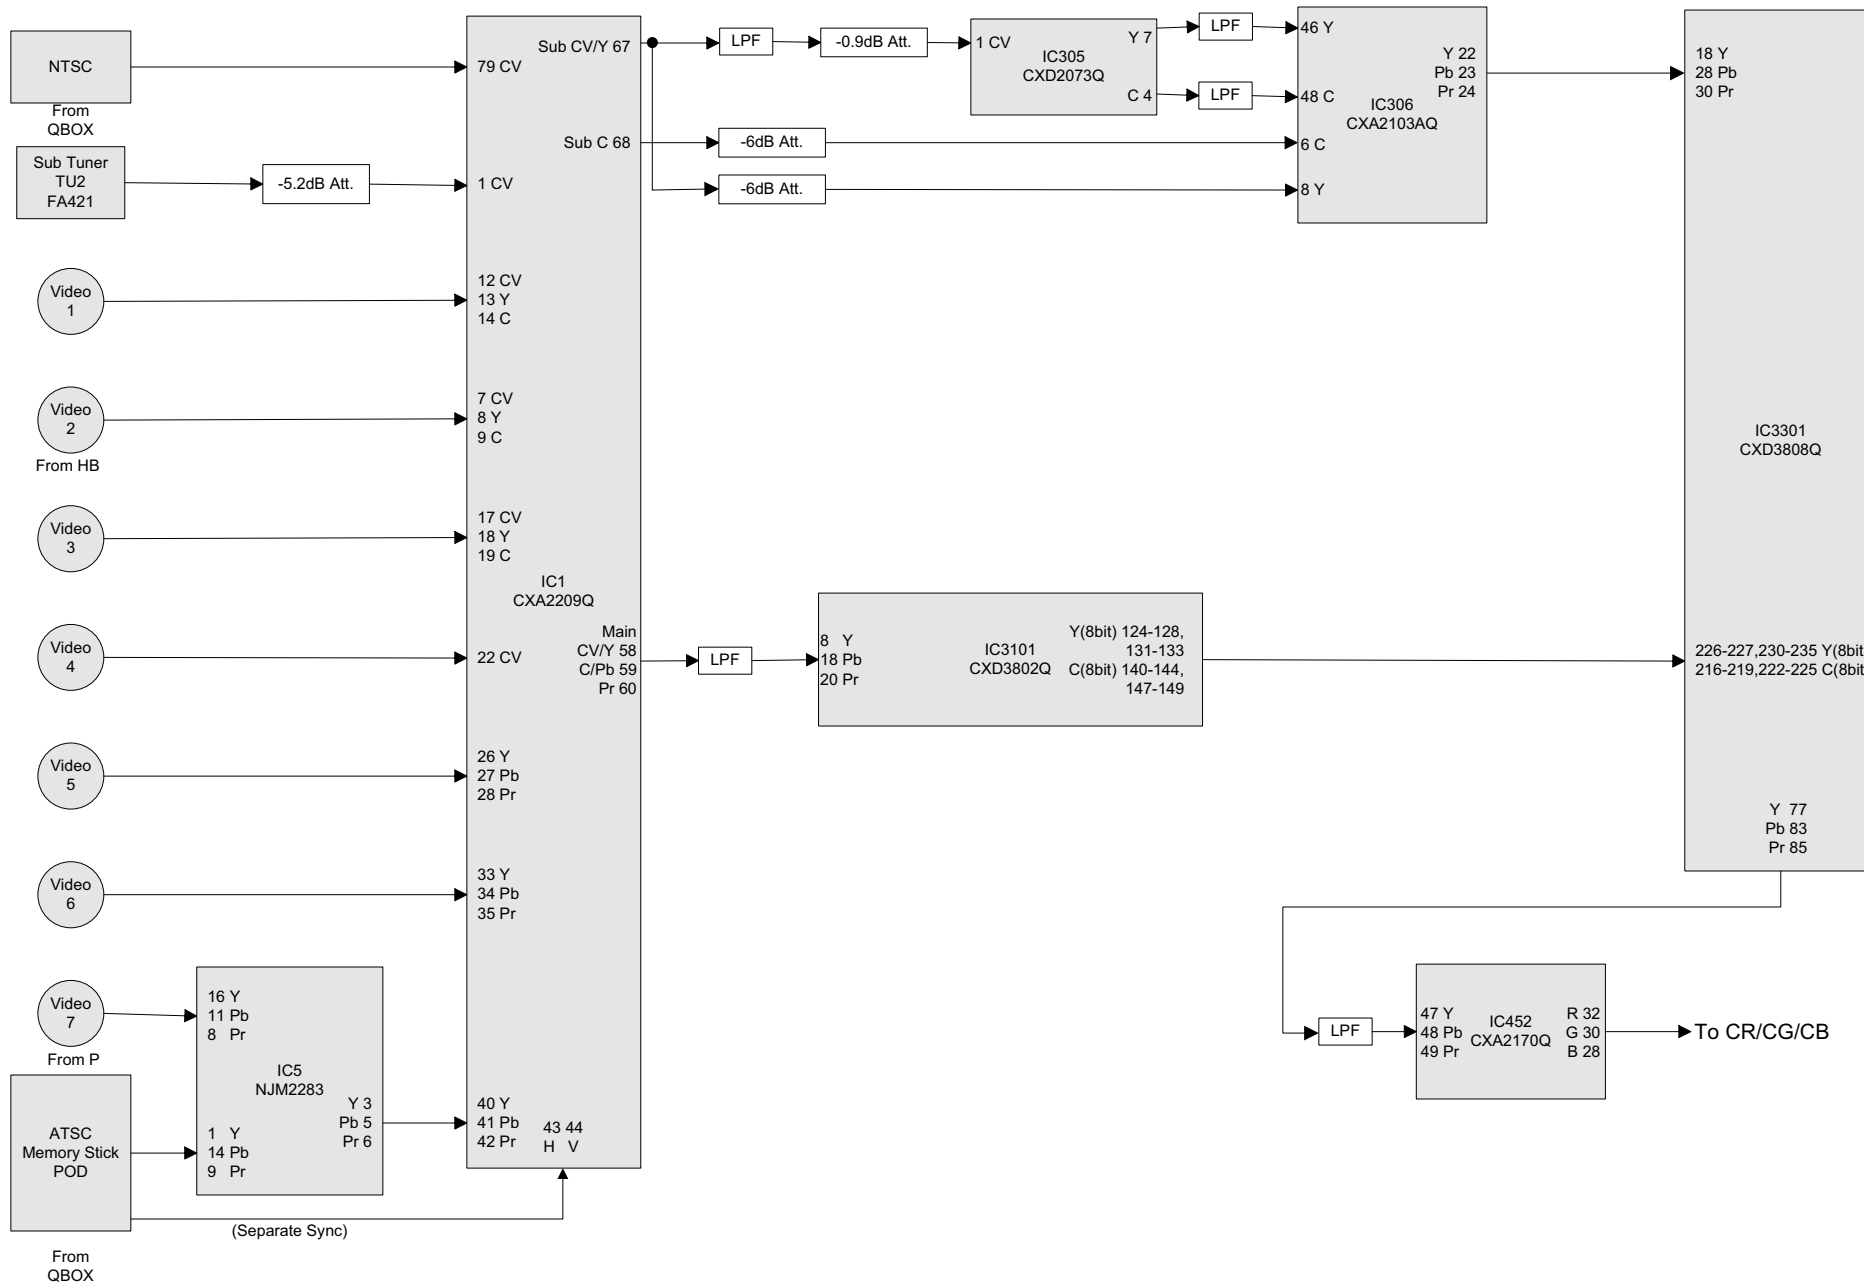 NTSC
From
QBOX
Sub Tuner
TU2
FA421
-5.2dB Att.
Video
1
Video
2
From HB
Video
3
Video
4
Video
5
Video
6
Video
7
From P
ATSC
Memory Stick
POD
From
QBOX
(Separate Sync)
16 Y
11 Pb
8 Pr
IC5
NJM2283
Y 3
Pb 5
Pr 6
1 Y
14 Pb
9 Pr
79 CV
1 CV
12 CV
13 Y
14 C
7 CV
8 Y
9 C
17 CV
18 Y
19 C
22 CV
26 Y
27 Pb
28 Pr
33 Y
34 Pb
35 Pr
40 Y
41 Pb
42 Pr
43 44
H V
IC1
CXA2209Q
Sub CV/Y 67
Sub C 68
Main
CV/Y 58
C/Pb 59
Pr 60
LPF
-0.9dB Att.
-6dB Att.
-6dB Att.
1 CV
IC305
CXD2073Q
Y 7
C 4
LPF
LPF
46 Y
48 C
6 C
8 Y
IC306
CXA2103AQ
Y 22
Pb 23
Pr 24
18 Y
28 Pb
30 Pr
IC3301
CXD3808Q
LPF
8 Y
18 Pb
20 Pr
IC3101
CXD3802Q
Y(8bit) 124-128,
131-133
C(8bit) 140-144,
147-149
226-227,230-235 Y(8bit
216-219,222-225 C(8bit
Y 77
Pb 83
Pr 85
LPF
47 Y
48 Pb
49 Pr
IC452
CXA2170Q
R 32
G 30
B 28
To CR/CG/CB